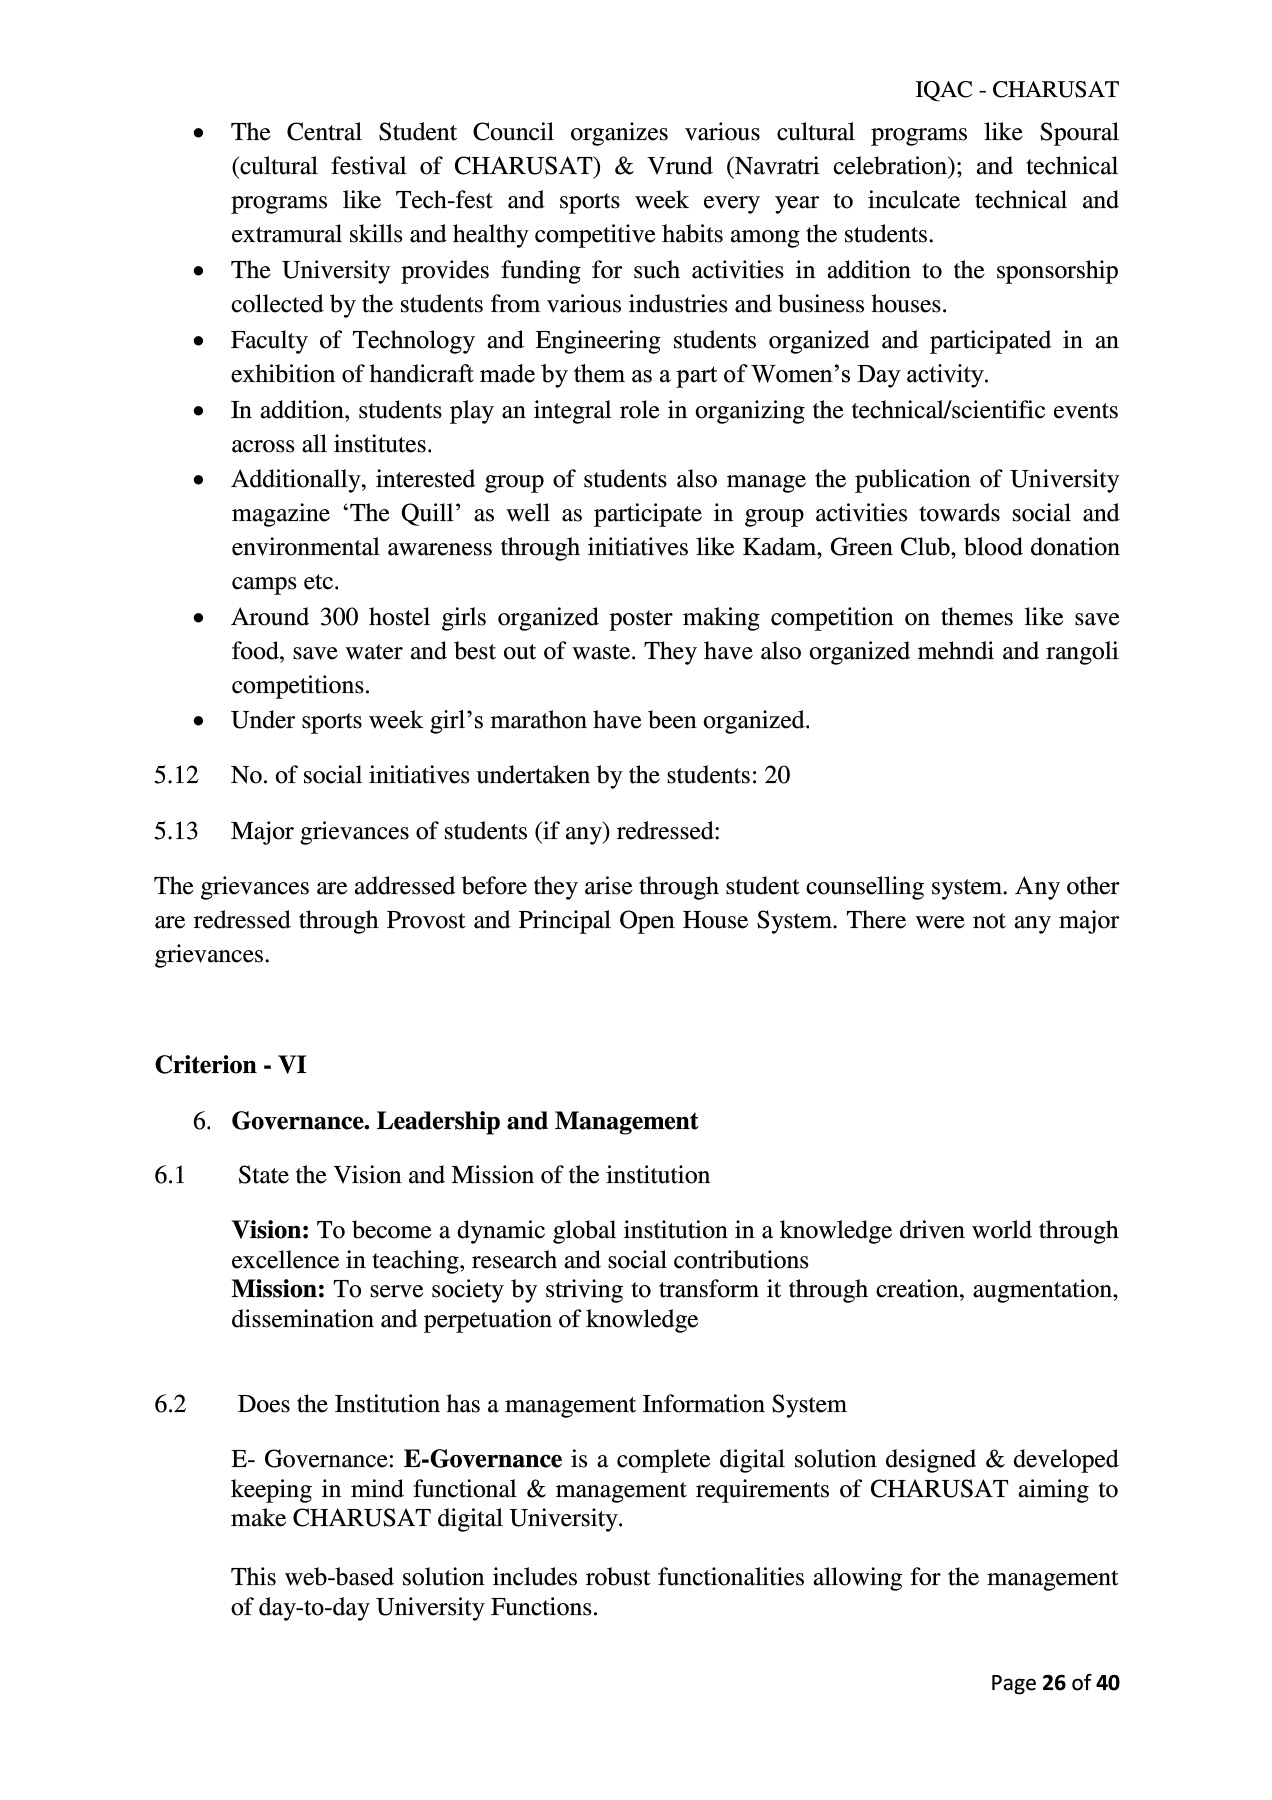 IQAC - CHARUSAT
• The Central Student Council organizes various cultural programs like Spoural
(cultural festival of CHARUSAT) & Vrund (Navratri celebration); and technical
programs like Tech-fest and sports week every year to inculcate technical and
extramural skills and healthy competitive habits among the students.
• The University provides funding for such activities in addition to the sponsorship
collected by the students from various industries and business houses.
• Faculty of Technology and Engineering students organized and participated in an
exhibition of handicraft made by them as a part of Women’s Day activity.
• In addition, students play an integral role in organizing the technical/scientific events
across all institutes.
• Additionally, interested group of students also manage the publication of University
magazine ‘The Quill’ as well as participate in group activities towards social and
environmental awareness through initiatives like Kadam, Green Club, blood donation
camps etc.
• Around 300 hostel girls organized poster making competition on themes like save
food, save water and best out of waste. They have also organized mehndi and rangoli
competitions.
• Under sports week girl’s marathon have been organized.
5.12 No. of social initiatives undertaken by the students: 20
5.13 Major grievances of students (if any) redressed:
The grievances are addressed before they arise through student counselling system. Any other
are redressed through Provost and Principal Open House System. There were not any major
grievances.
Criterion - VI
6. Governance. Leadership and Management
6.1 State the Vision and Mission of the institution
Vision: To become a dynamic global institution in a knowledge driven world through
excellence in teaching, research and social contributions
Mission: To serve society by striving to transform it through creation, augmentation,
dissemination and perpetuation of knowledge
6.2 Does the Institution has a management Information System
E- Governance: E-Governance is a complete digital solution designed & developed
keeping in mind functional & management requirements of CHARUSAT aiming to
make CHARUSAT digital University.
This web-based solution includes robust functionalities allowing for the management
of day-to-day University Functions.
Page 26 of 40